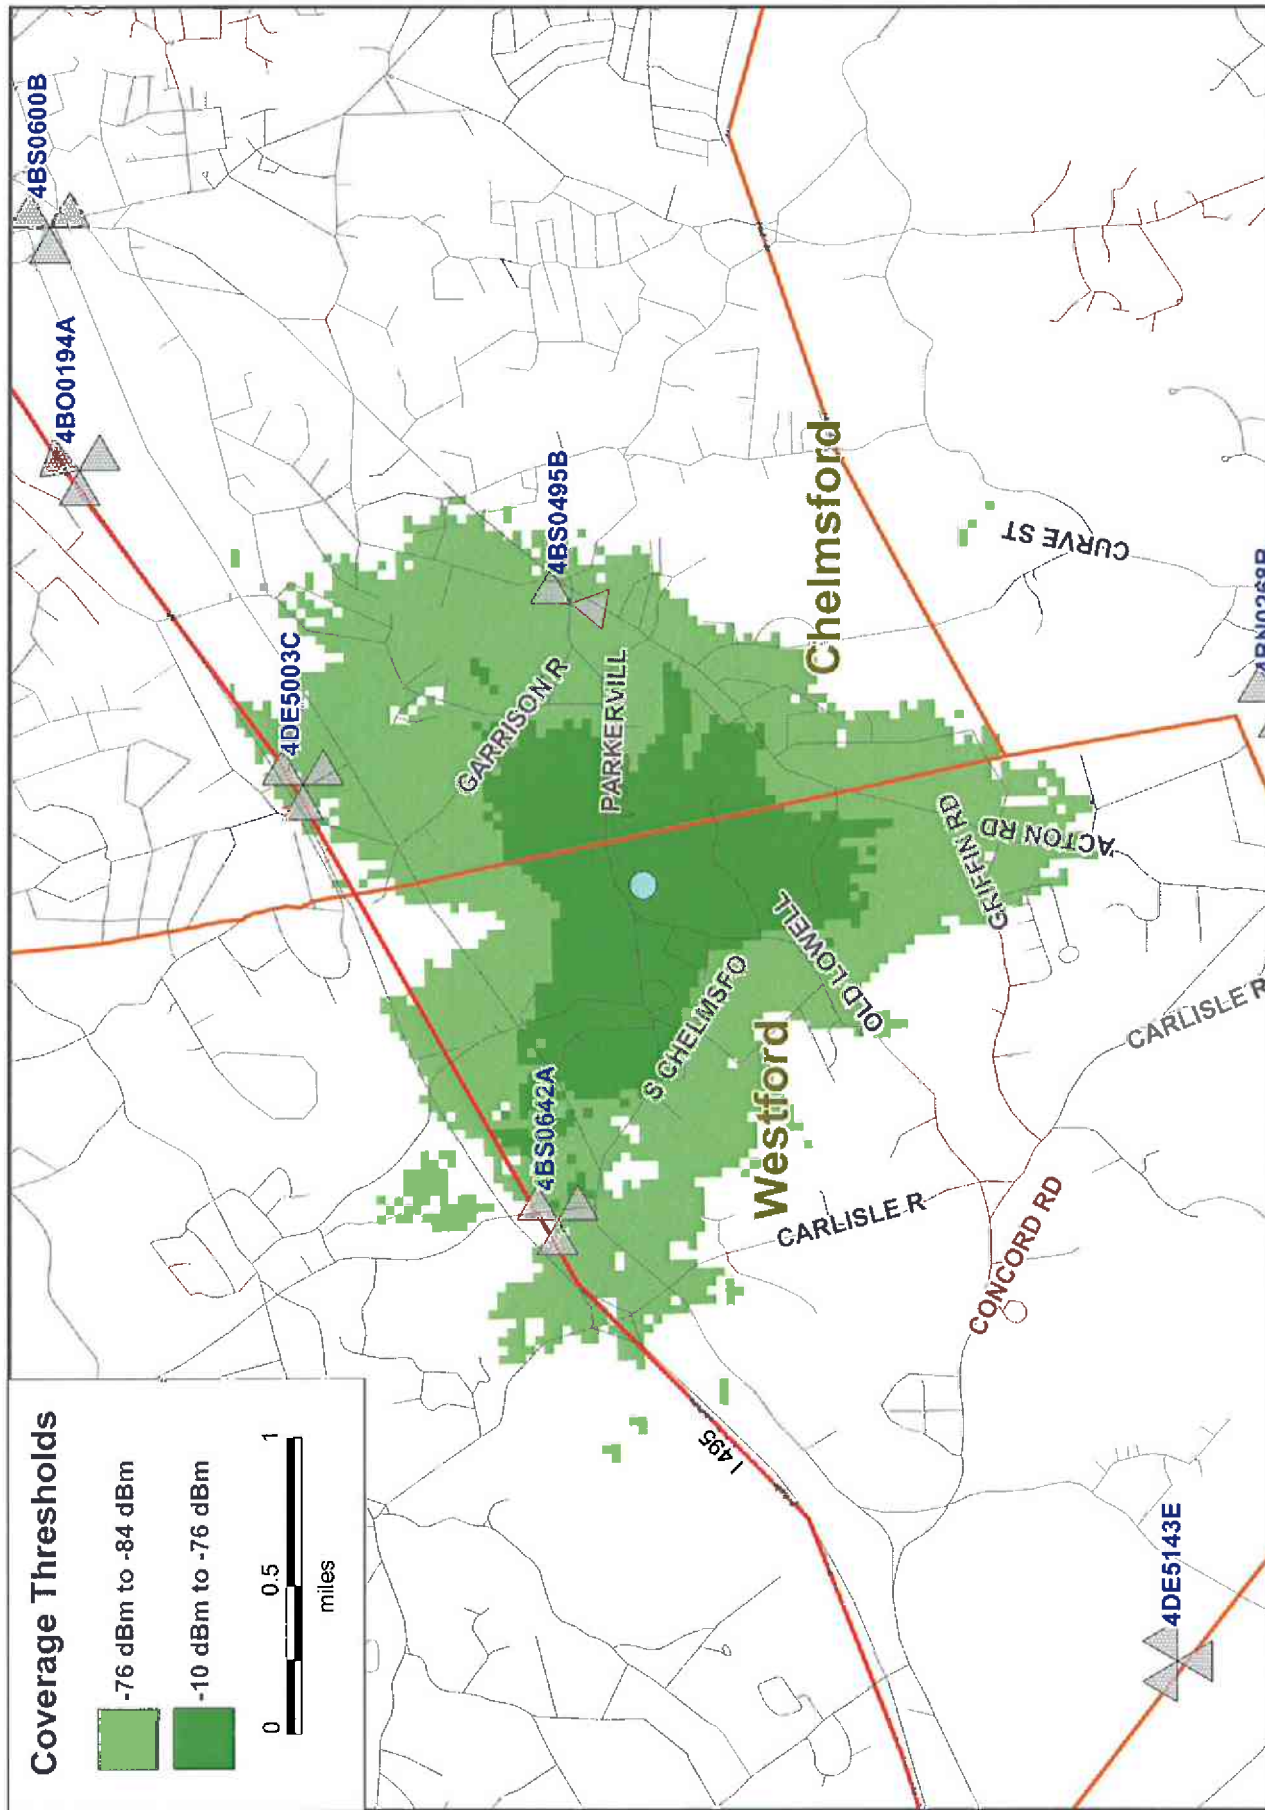 Coverage Thresholds
-76 dBm to -84 dBm
-10 dBm to -76 dBm
0 0.5 1
miles
4BS0600B
4BO0194A
4DE5003C
4BS0495B
4BS0642A
GARRISON R
PARKERVILL
S CHELMSFO
OLD LOWELL
Westford
Chelmsford
GRIFFIN RD
ACTON RD
CURVE ST
CARLISLE R
CARLISLE R
CONCORD RD
I 495
4DE5143E